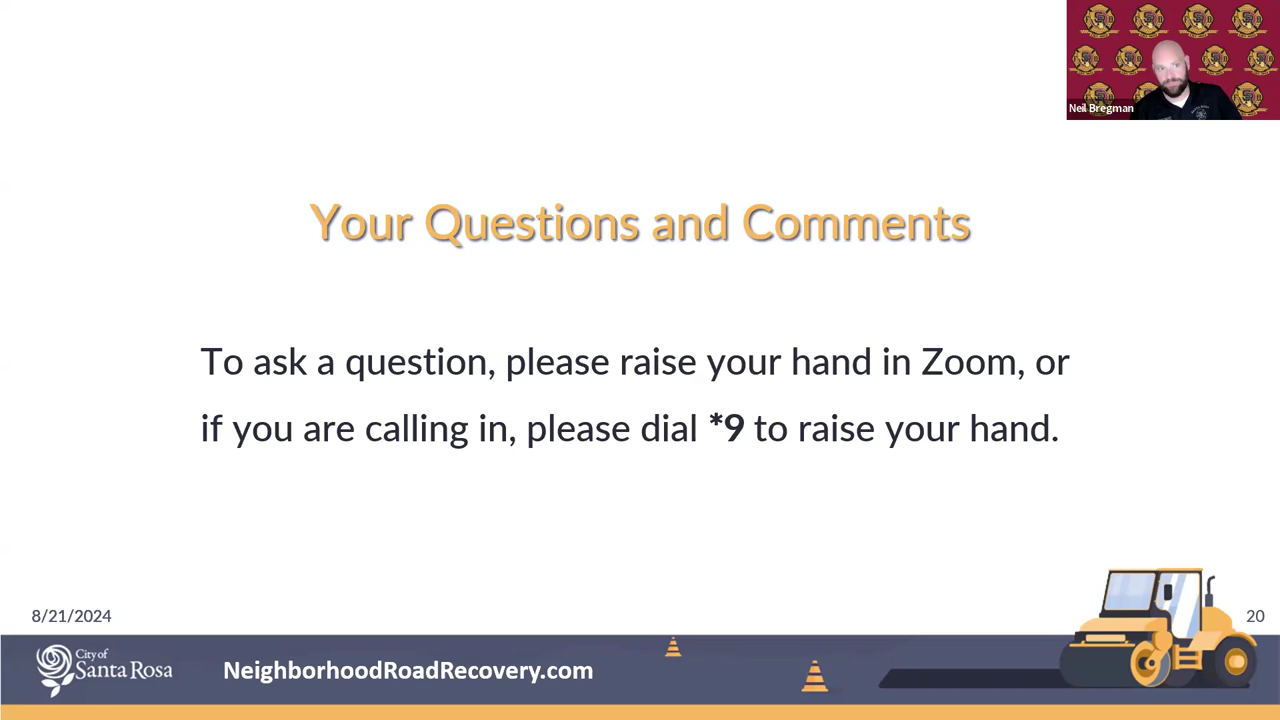 Neil Bregman
Your Questions and Comments
To ask a question, please raise your hand in Zoom, or
if you are calling in, please dial *9 to raise your hand.
8/21/2024
20
City of
Santa Rosa
NeighborhoodRoadRecovery.com